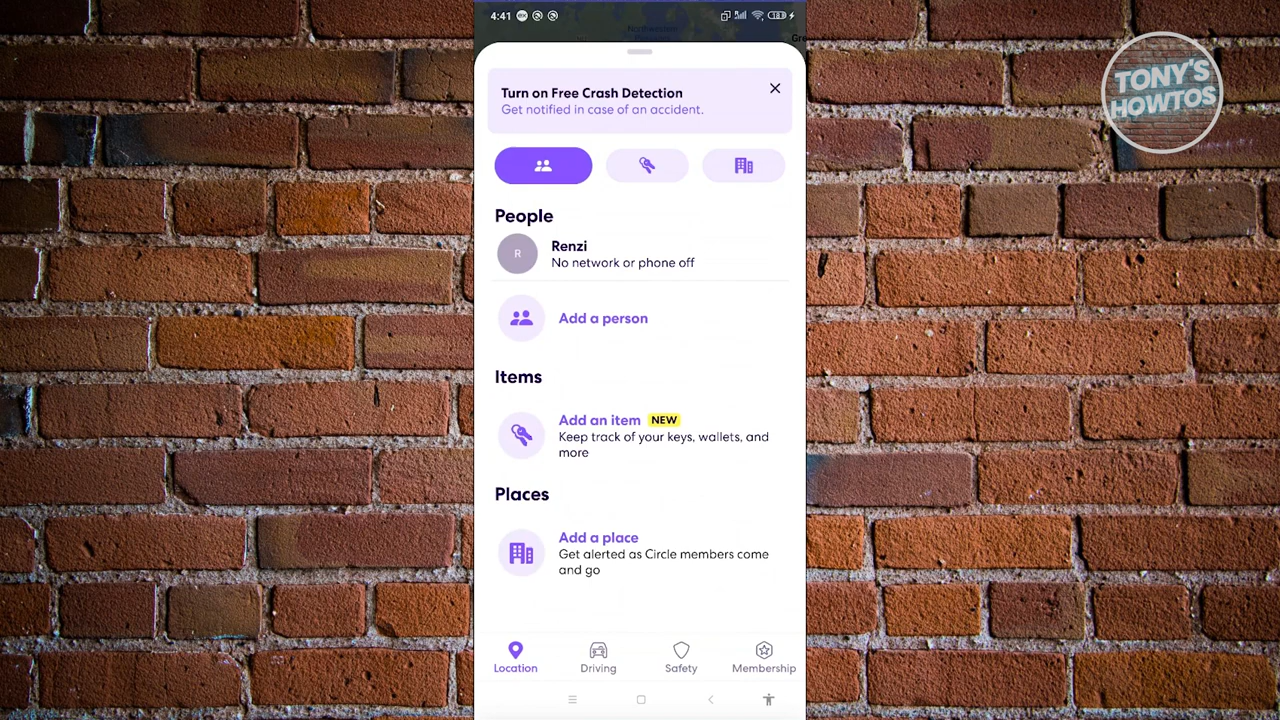 4:41
TONY'S
HOWTOS
Turn on Free Crash Detection
Get notified in case of an accident.
People
R
Renzi
No network or phone off
Add a person
Items
Add an item NEW
Keep track of your keys, wallets, and
more
Places
Add a place
Get alerted as Circle members come
and go
Location
Driving
Safety
Membership